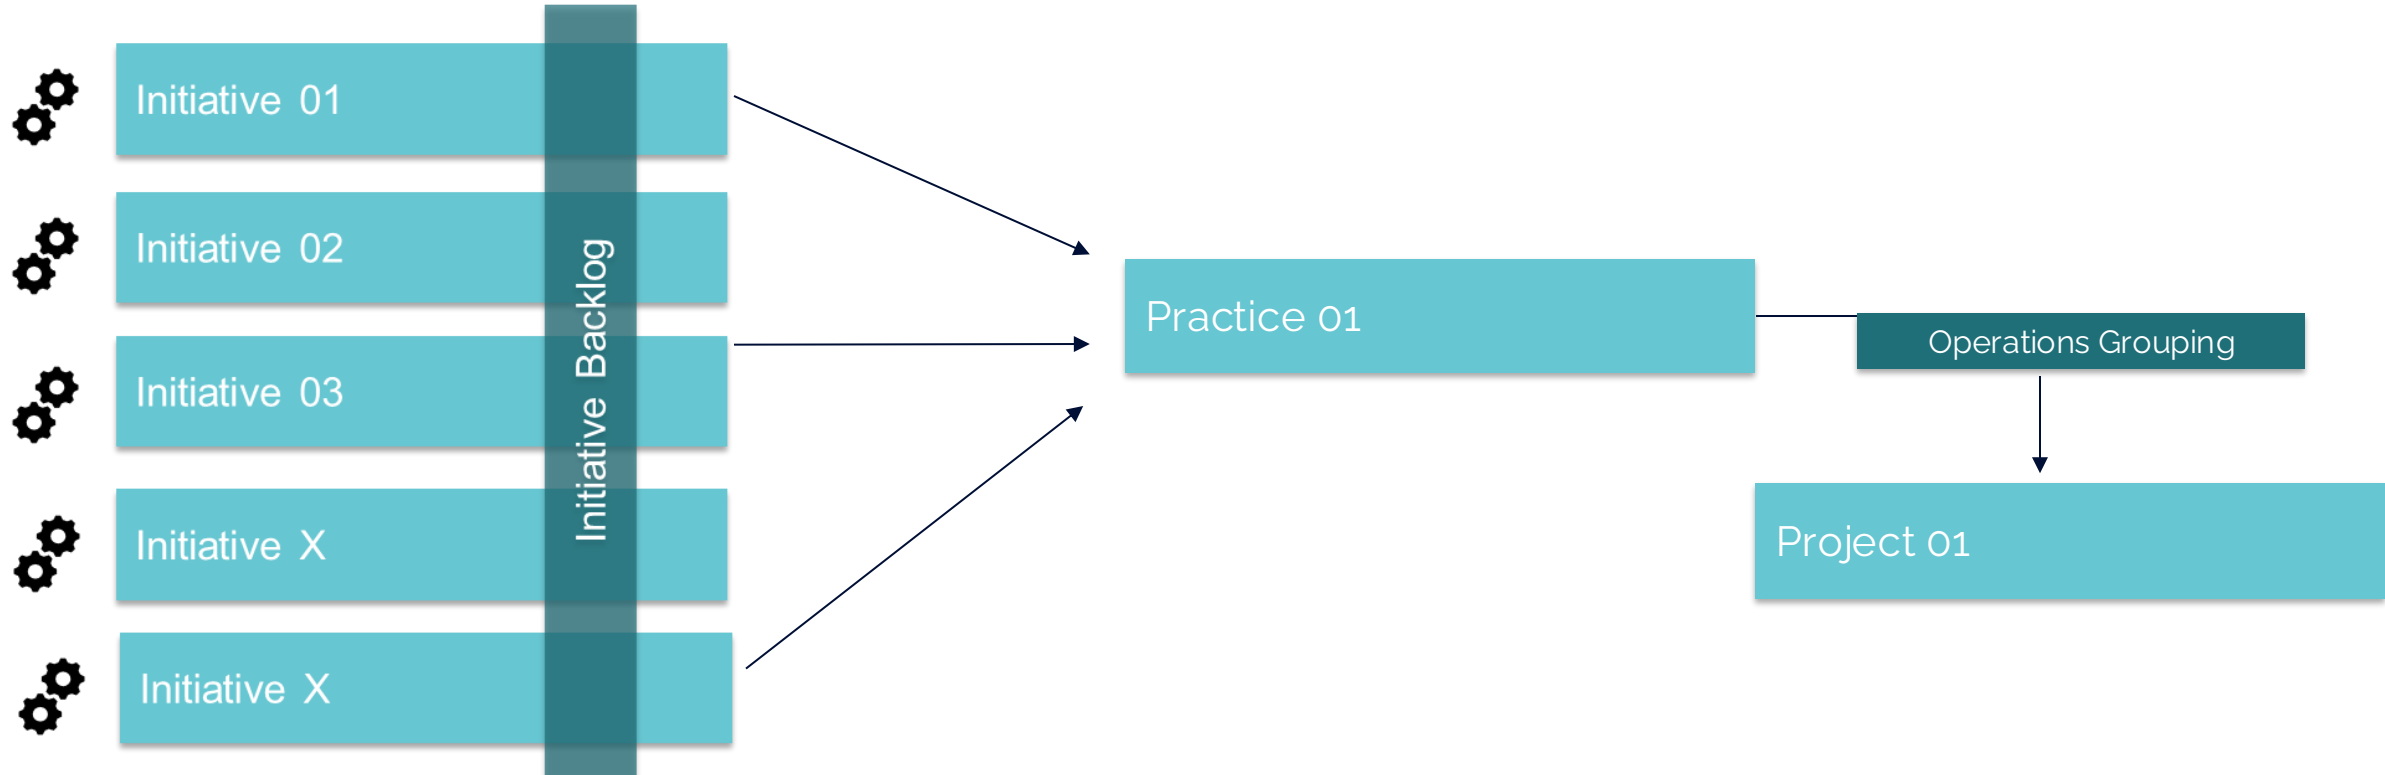 Initiative 01
Initiative 02
Initiative 03
Initiative X
Initiative X
Initiative Backlog
Practice 01
Operations Grouping
Project 01